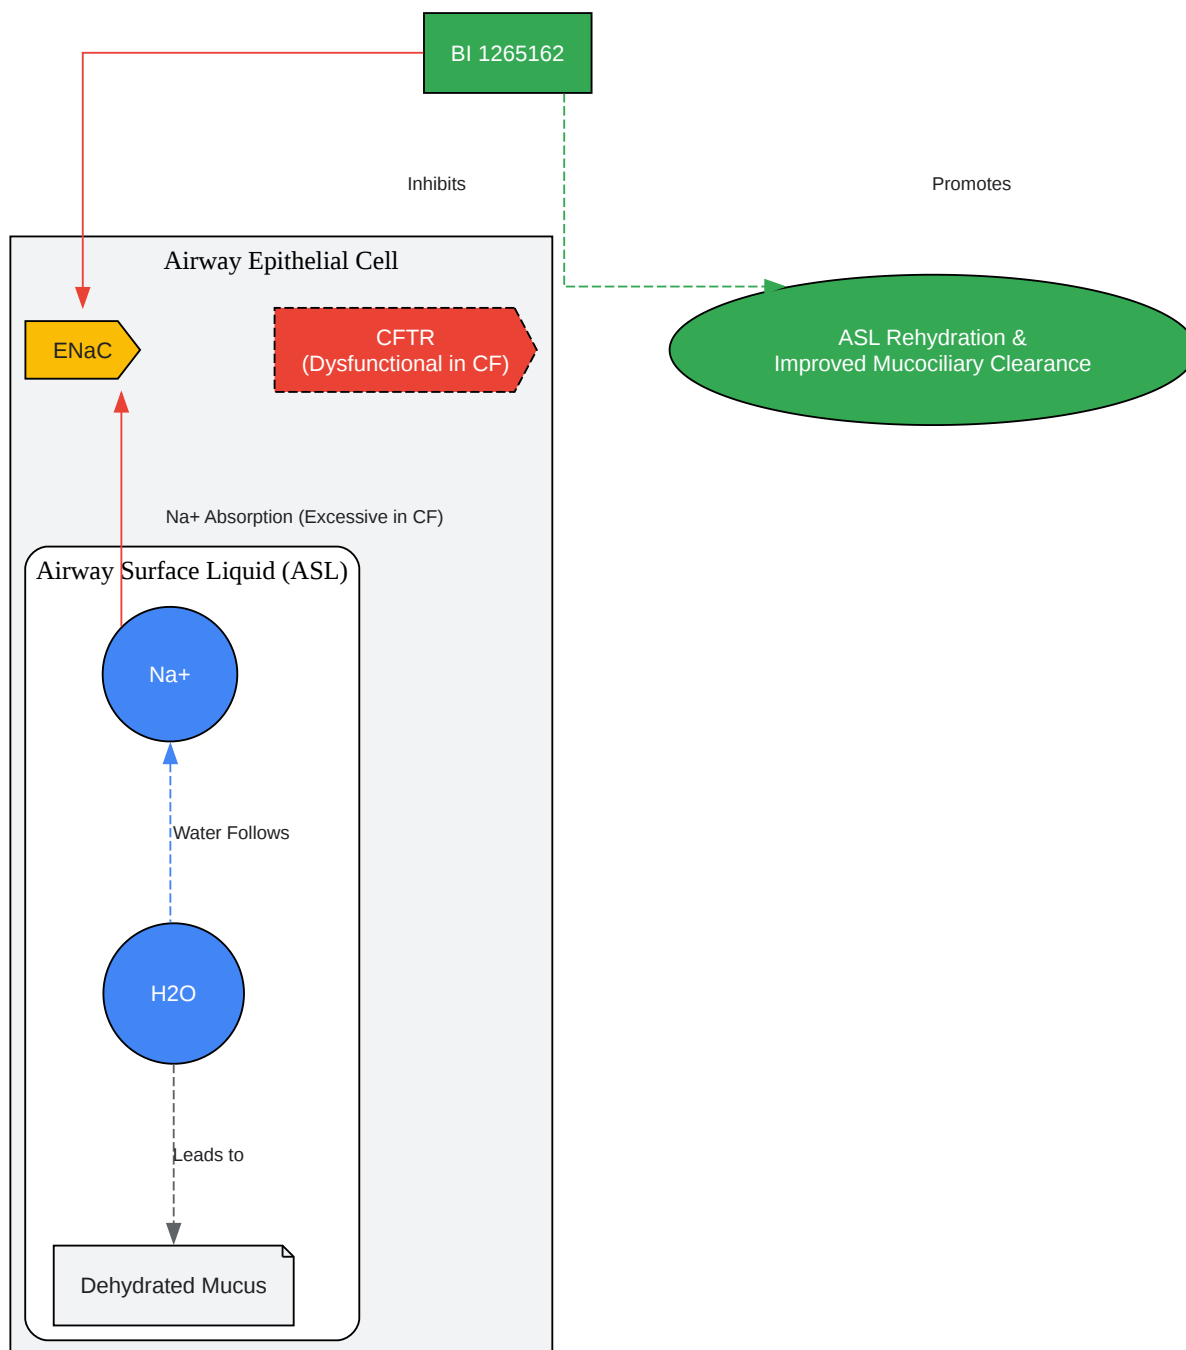 BI 1265162
Inhibits
Promotes
Airway Epithelial Cell
ENaC
CFTR
(Dysfunctional in CF)
ASL Rehydration &
Improved Mucociliary Clearance
Na+ Absorption (Excessive in CF)
Airway Surface Liquid (ASL)
Na+
Water Follows
H2O
Leads to
Dehydrated Mucus